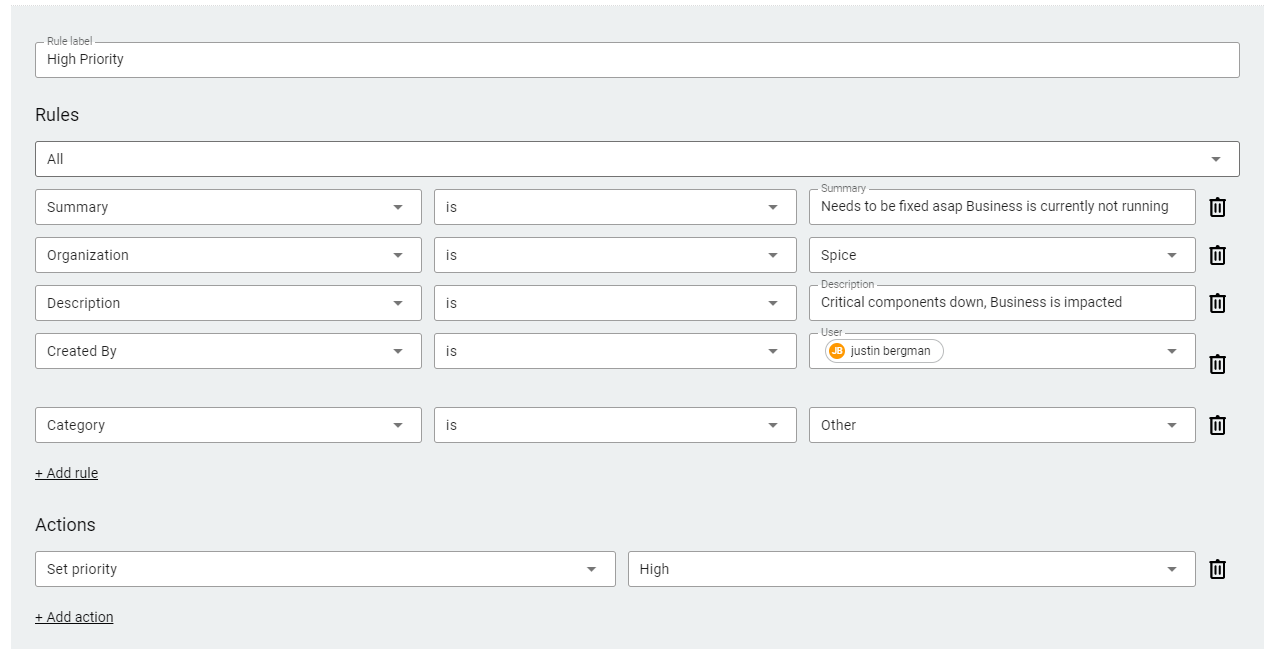 Rule label
High Priority
Rules
All
Summary is Summary Needs to be fixed asap Business is currently not running
Organization is Spice
Description is Description Critical components down, Business is impacted
Created By is User JB justin bergman
Category is Other
+ Add rule
Actions
Set priority High
+ Add action